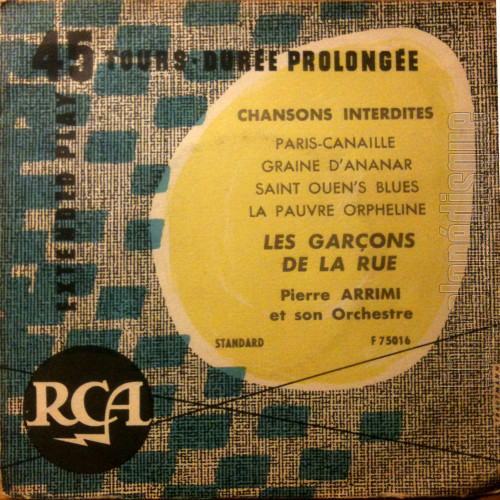 45 TOURS · DURÉE PROLONGÉE
EXTENDED PLAY
CHANSONS INTERDITES
PARIS-CANAILLE
GRAINE D'ANANAR
SAINT OUEN'S BLUES
LA PAUVRE ORPHELINE
LES GARÇONS
DE LA RUE
Pierre ARRIMI
et son Orchestre
STANDARD F 75016
RCA